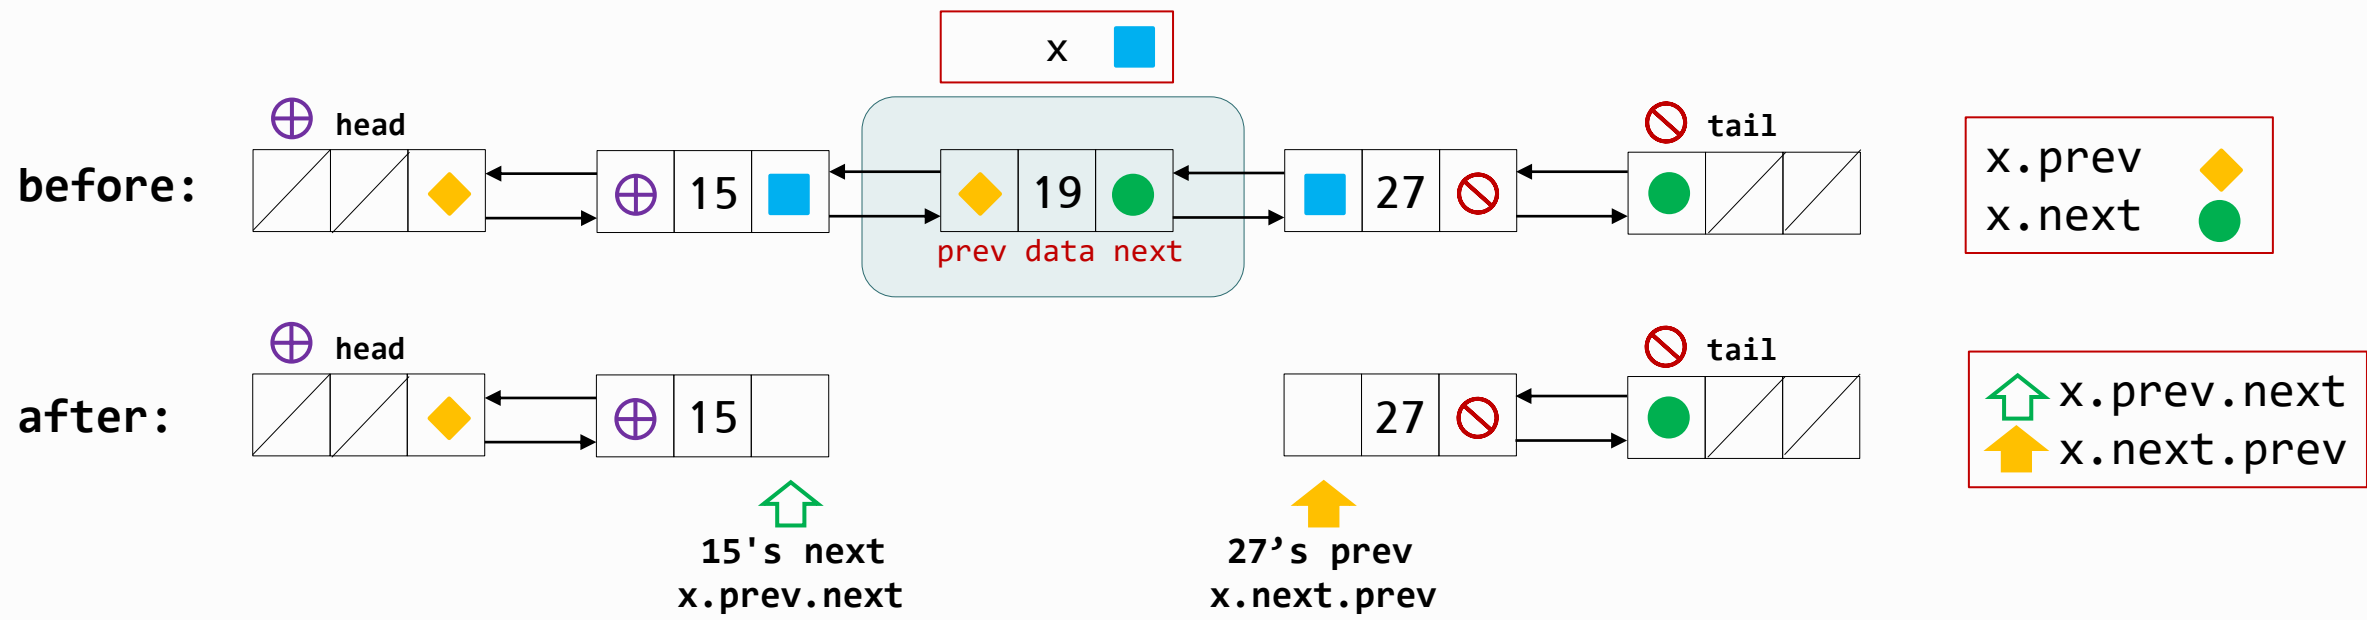 x
head
tail
before:
15
19
27
prev data next
x.prev
x.next
head
tail
after:
15
27
x.prev.next
x.next.prev
15's next
x.prev.next
27’s prev
x.next.prev